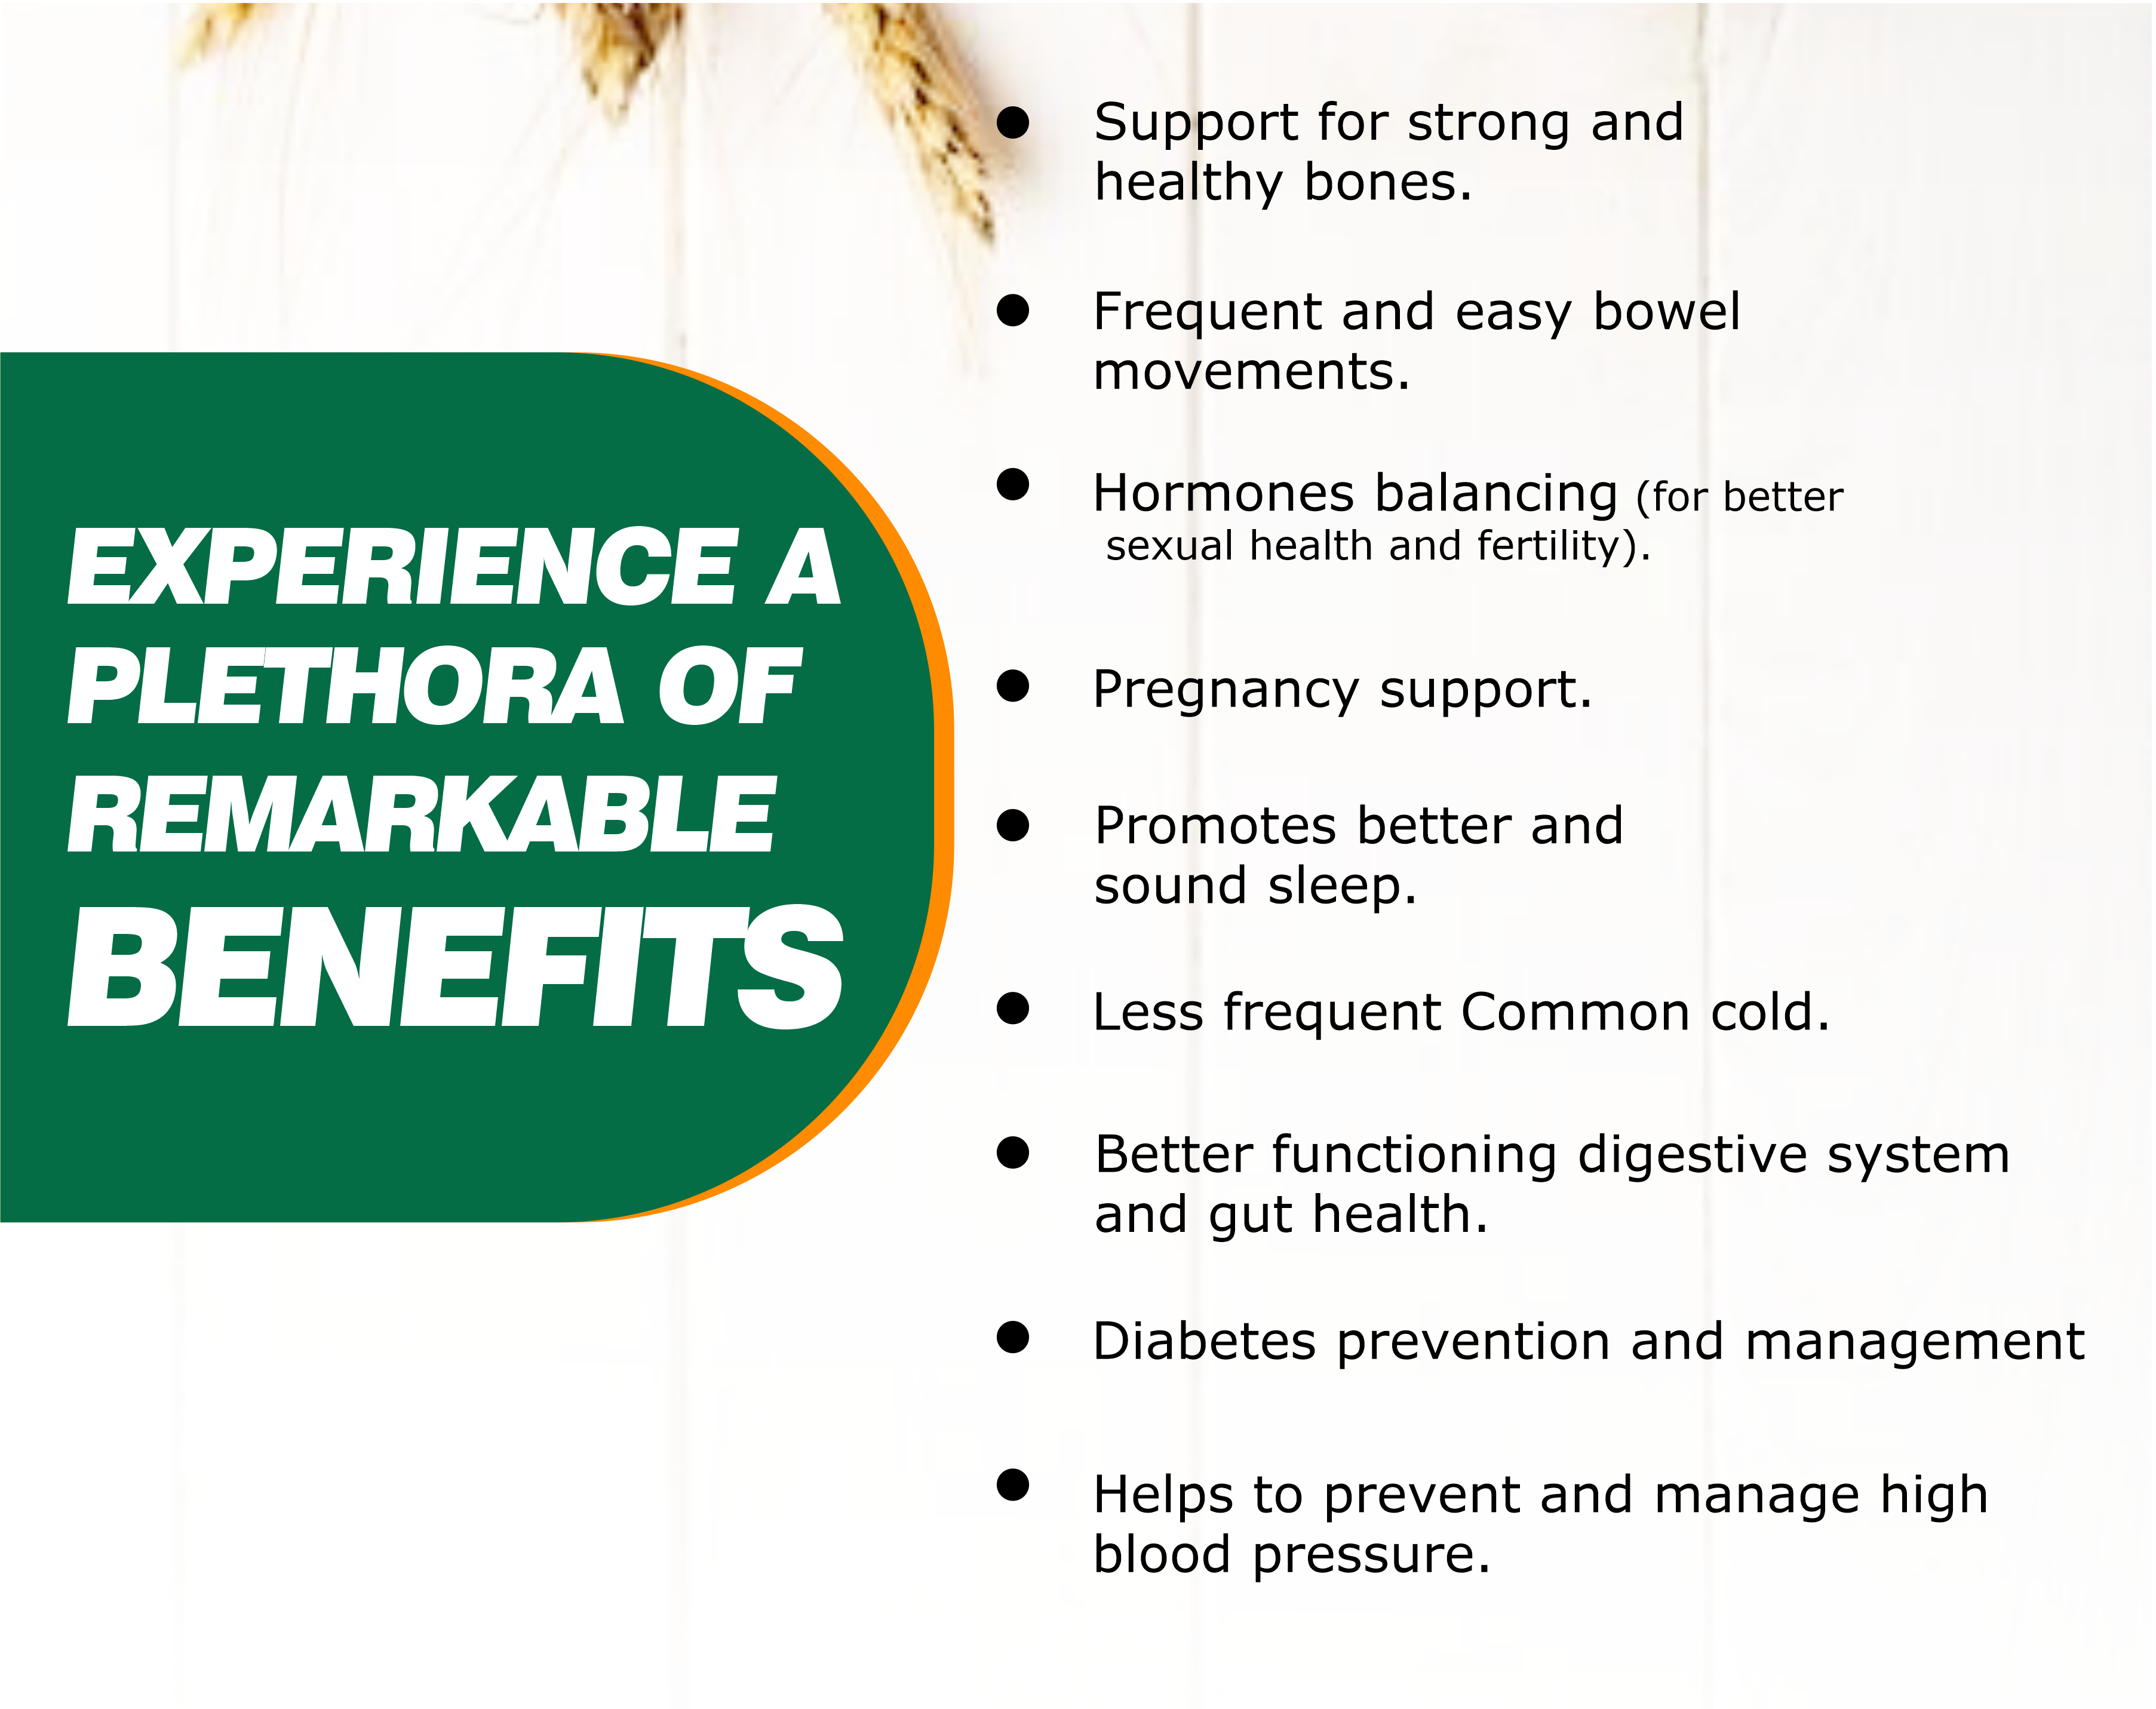 EXPERIENCE A
PLETHORA OF
REMARKABLE
BENEFITS
● Support for strong and
healthy bones.
● Frequent and easy bowel
movements.
● Hormones balancing (for better
sexual health and fertility).
● Pregnancy support.
● Promotes better and
sound sleep.
● Less frequent Common cold.
● Better functioning digestive system
and gut health.
● Diabetes prevention and management
● Helps to prevent and manage high
blood pressure.